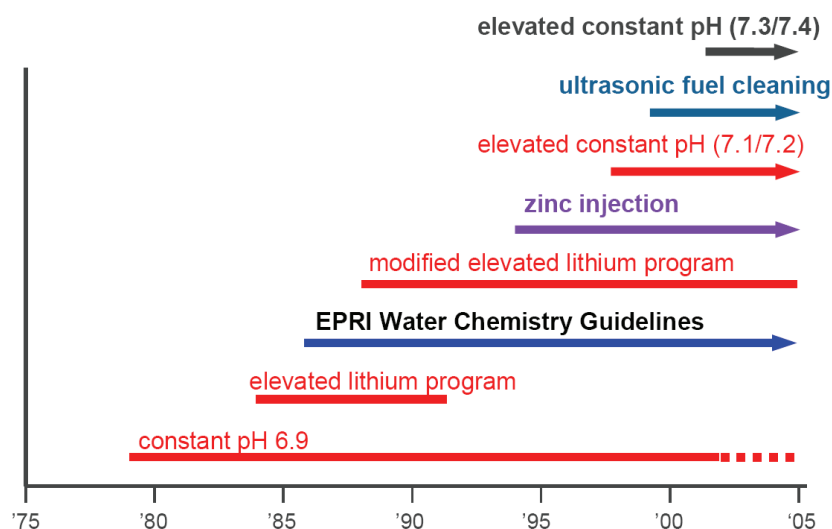 elevated constant pH (7.3/7.4)
ultrasonic fuel cleaning
elevated constant pH (7.1/7.2)
zinc injection
modified elevated lithium program
EPRI Water Chemistry Guidelines
elevated lithium program
constant pH 6.9
’75 ’80 ’85 ’90 ’95 ’00 ‘05